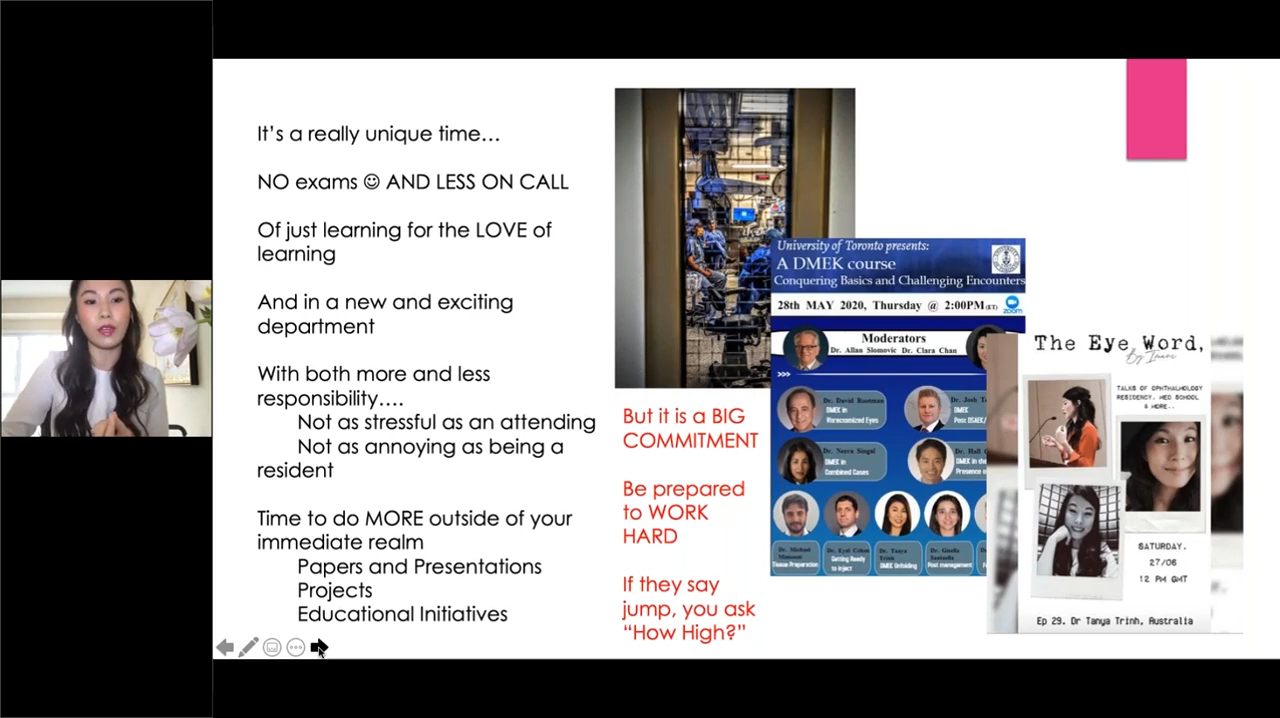 It's a really unique time…
NO exams ☺ AND LESS ON CALL
Of just learning for the LOVE of
learning
And in a new and exciting
department
With both more and less
responsibility….
Not as stressful as an attending
Not as annoying as being a
resident
Time to do MORE outside of your
immediate realm
Papers and Presentations
Projects
Educational Initiatives
But it is a BIG
COMMITMENT
Be prepared
to WORK
HARD
If they say
jump, you ask
“How High?”
University of Toronto presents:
A DMEK course
Conquering Basics and Challenging Encounters
28th MAY 2020, Thursday @ 2:00PM (ET)
zoom
Moderators
Dr. Allan Slomovic Dr. Clara Chan
>>>
Dr. David Rootman
DMEK in
Vitrectomized Eyes
Dr. Josh
DMEK
Post DSAEK/
Dr. Neera Singal
DMEK in
Combined Cases
DMEK in the
Presence
Dr. Michael
Mimouni
Tissue Preparation
Dr. Eyal Cohen
Getting Ready
to inject
Dr. Tanya
Trinh
DMEK Unfolding
Dr. Gisella
Santaella
Post management
The Eye Word,
TALKS OF OPHTHALMOLOGY
RESIDENCY, MED SCHOOL
& MORE..
SATURDAY.
27/06
12 PM GMT
Ep 29. Dr Tanya Trinh, Australia